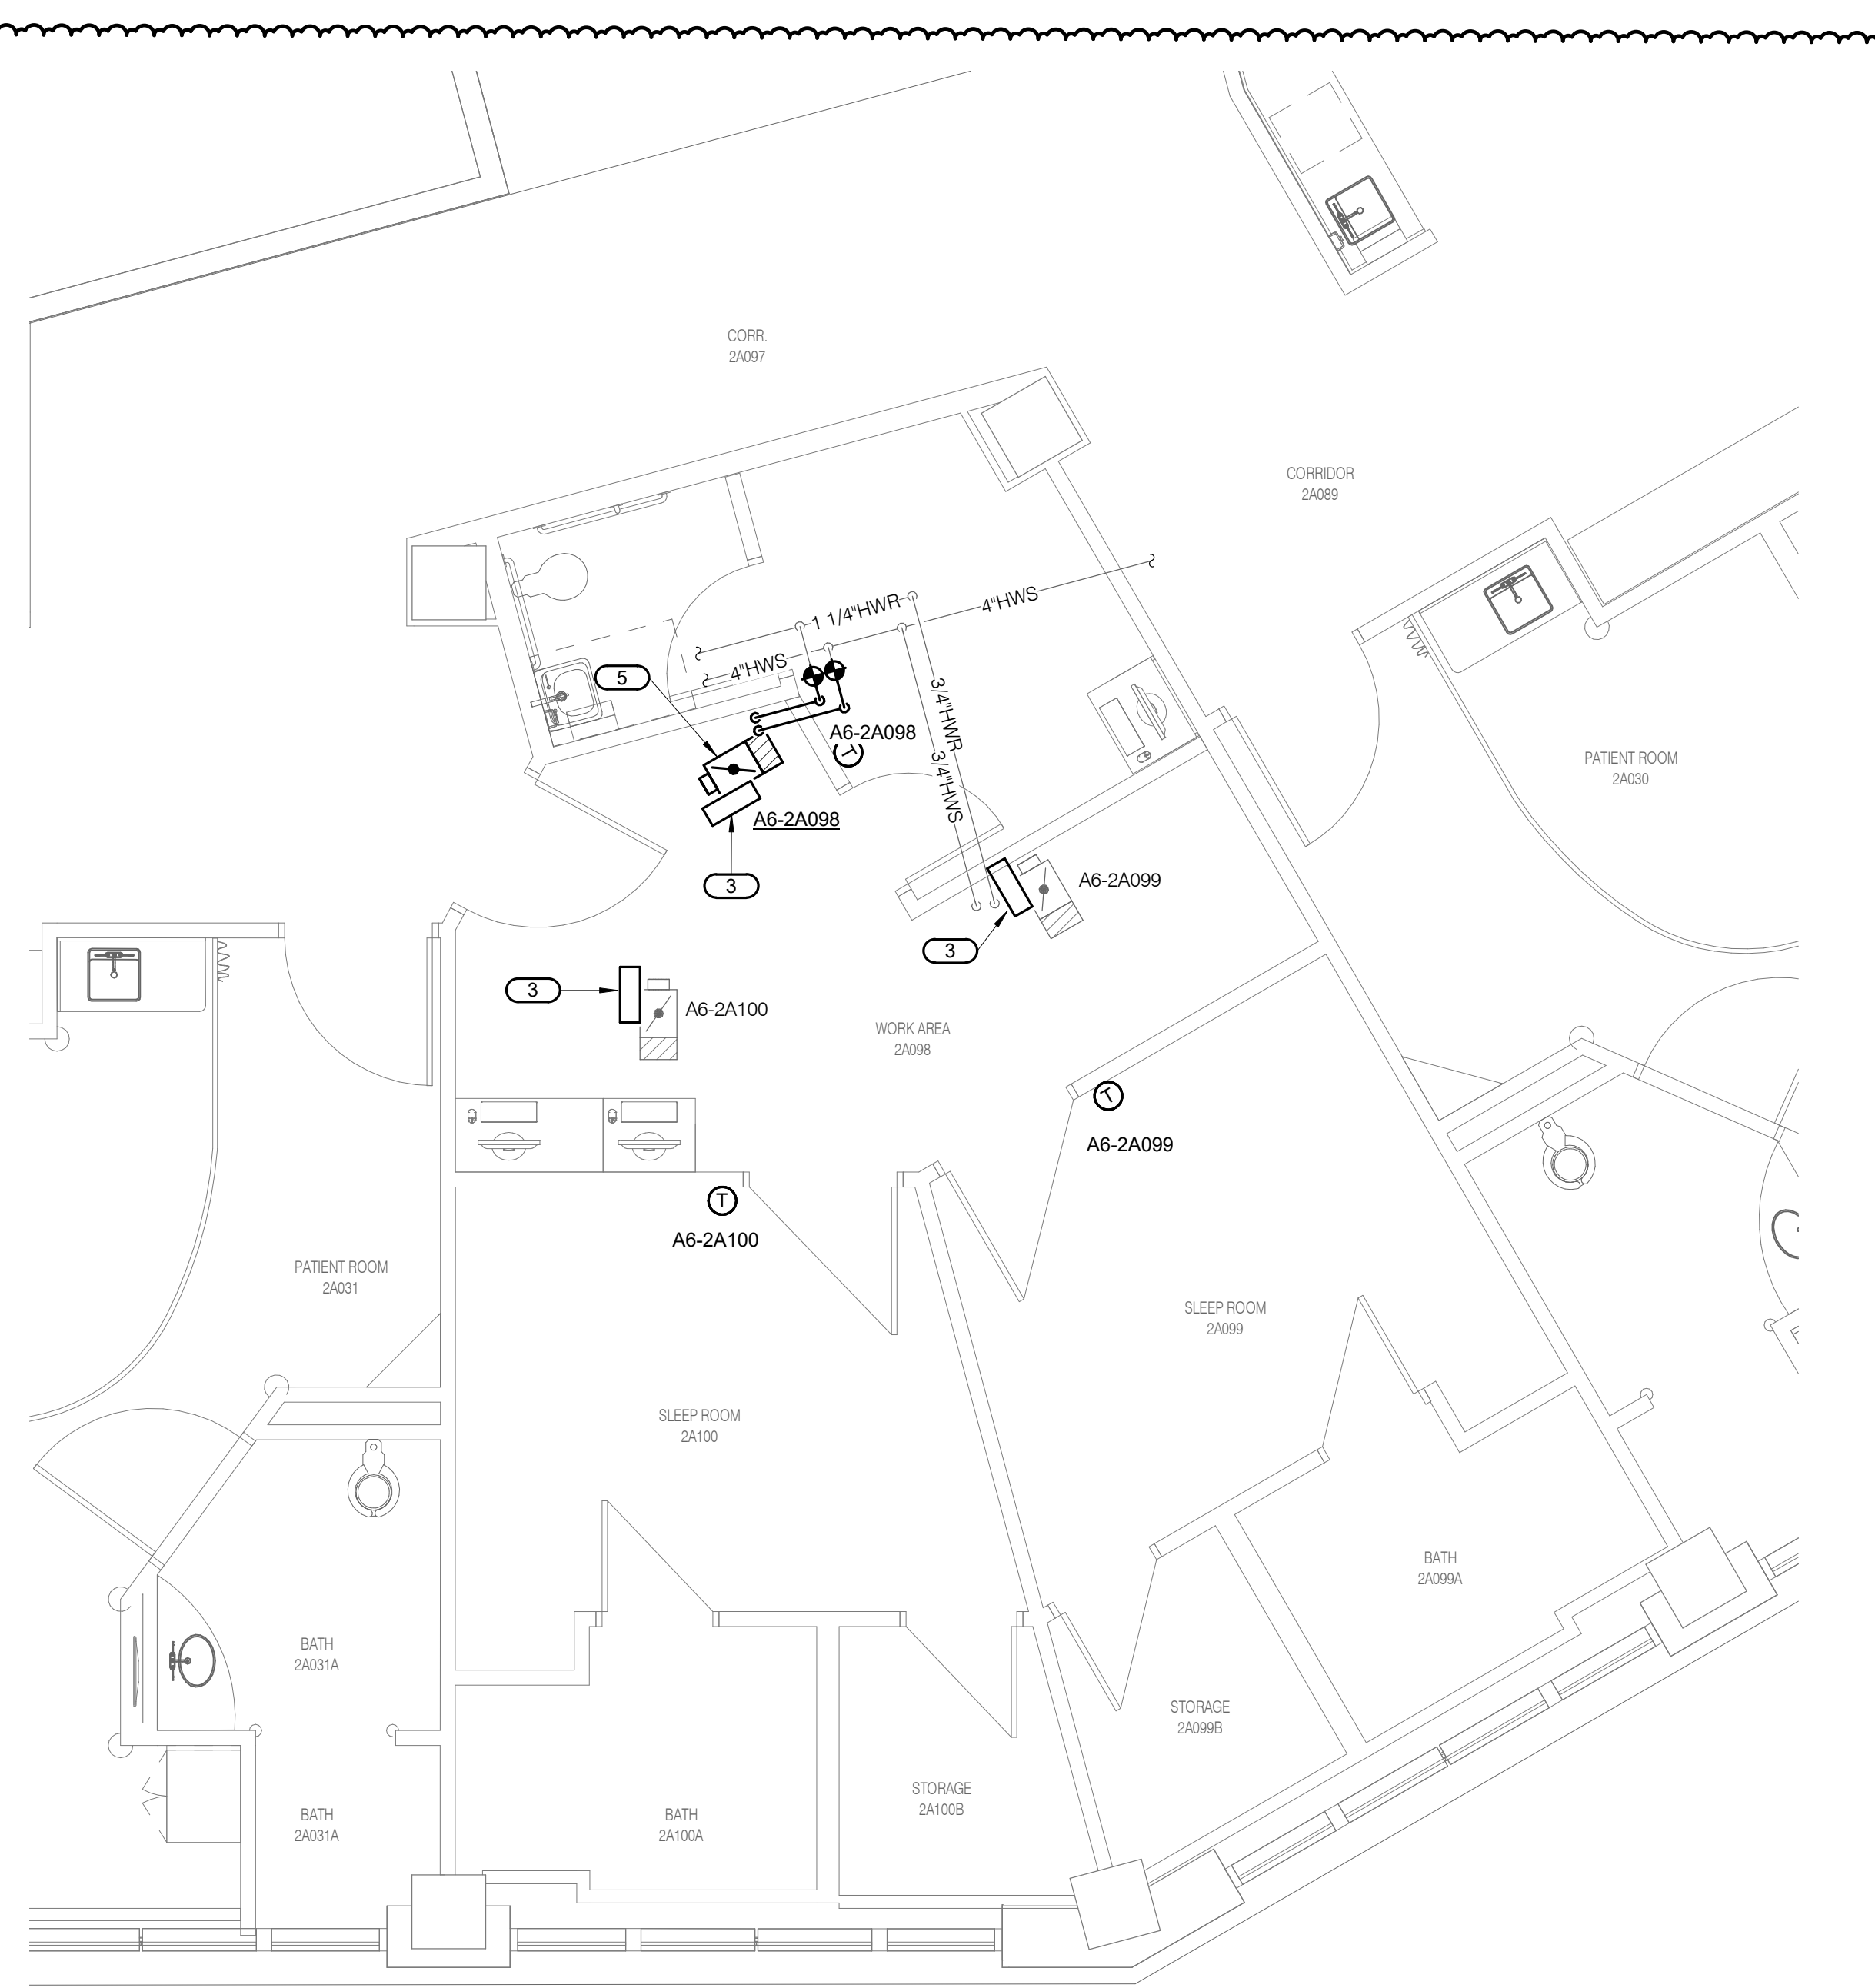 CORR.
2A097
CORRIDOR
2A089
1 1/4"HWR
4"HWS
4"HWS
5
3/4"HWR
A6-2A098
T
3/4"HWS
PATIENT ROOM
2A030
A6-2A098
3
A6-2A099
3
3
A6-2A100
WORK AREA
2A098
T
A6-2A099
T
A6-2A100
PATIENT ROOM
2A031
SLEEP ROOM
2A099
SLEEP ROOM
2A100
BATH
2A099A
BATH
2A031A
STORAGE
2A099B
STORAGE
2A100B
BATH
2A031A
BATH
2A100A